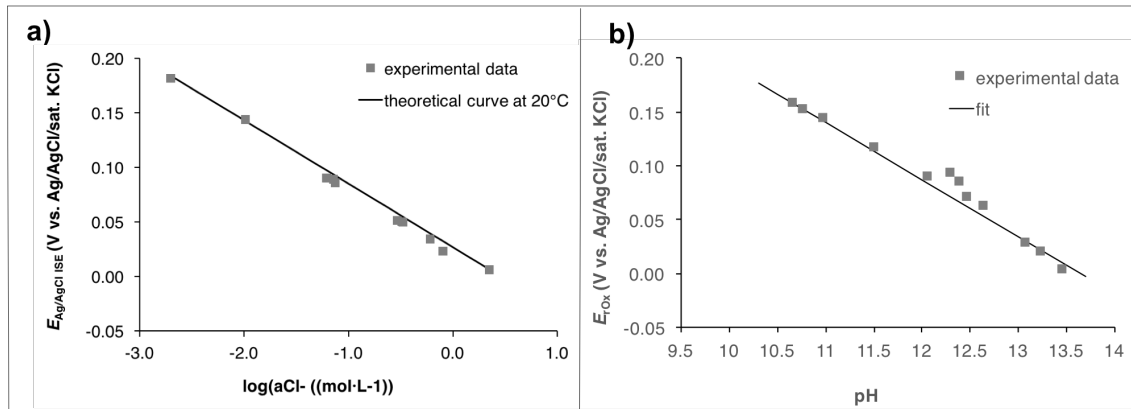 a)
E Ag/AgCl ISE (V vs. Ag/AgCl/sat. KCl)
0.20
0.15
0.10
0.05
0.00
-0.05
-3.0 -2.0 -1.0 0.0 1.0
log(aCl- ((mol·L-1))
experimental data
theoretical curve at 20°C
b)
E rOx (V vs. Ag/AgCl/sat. KCl)
0.20
0.15
0.10
0.05
0.00
-0.05
9.5 10 10.5 11 11.5 12 12.5 13 13.5 14
pH
experimental data
fit